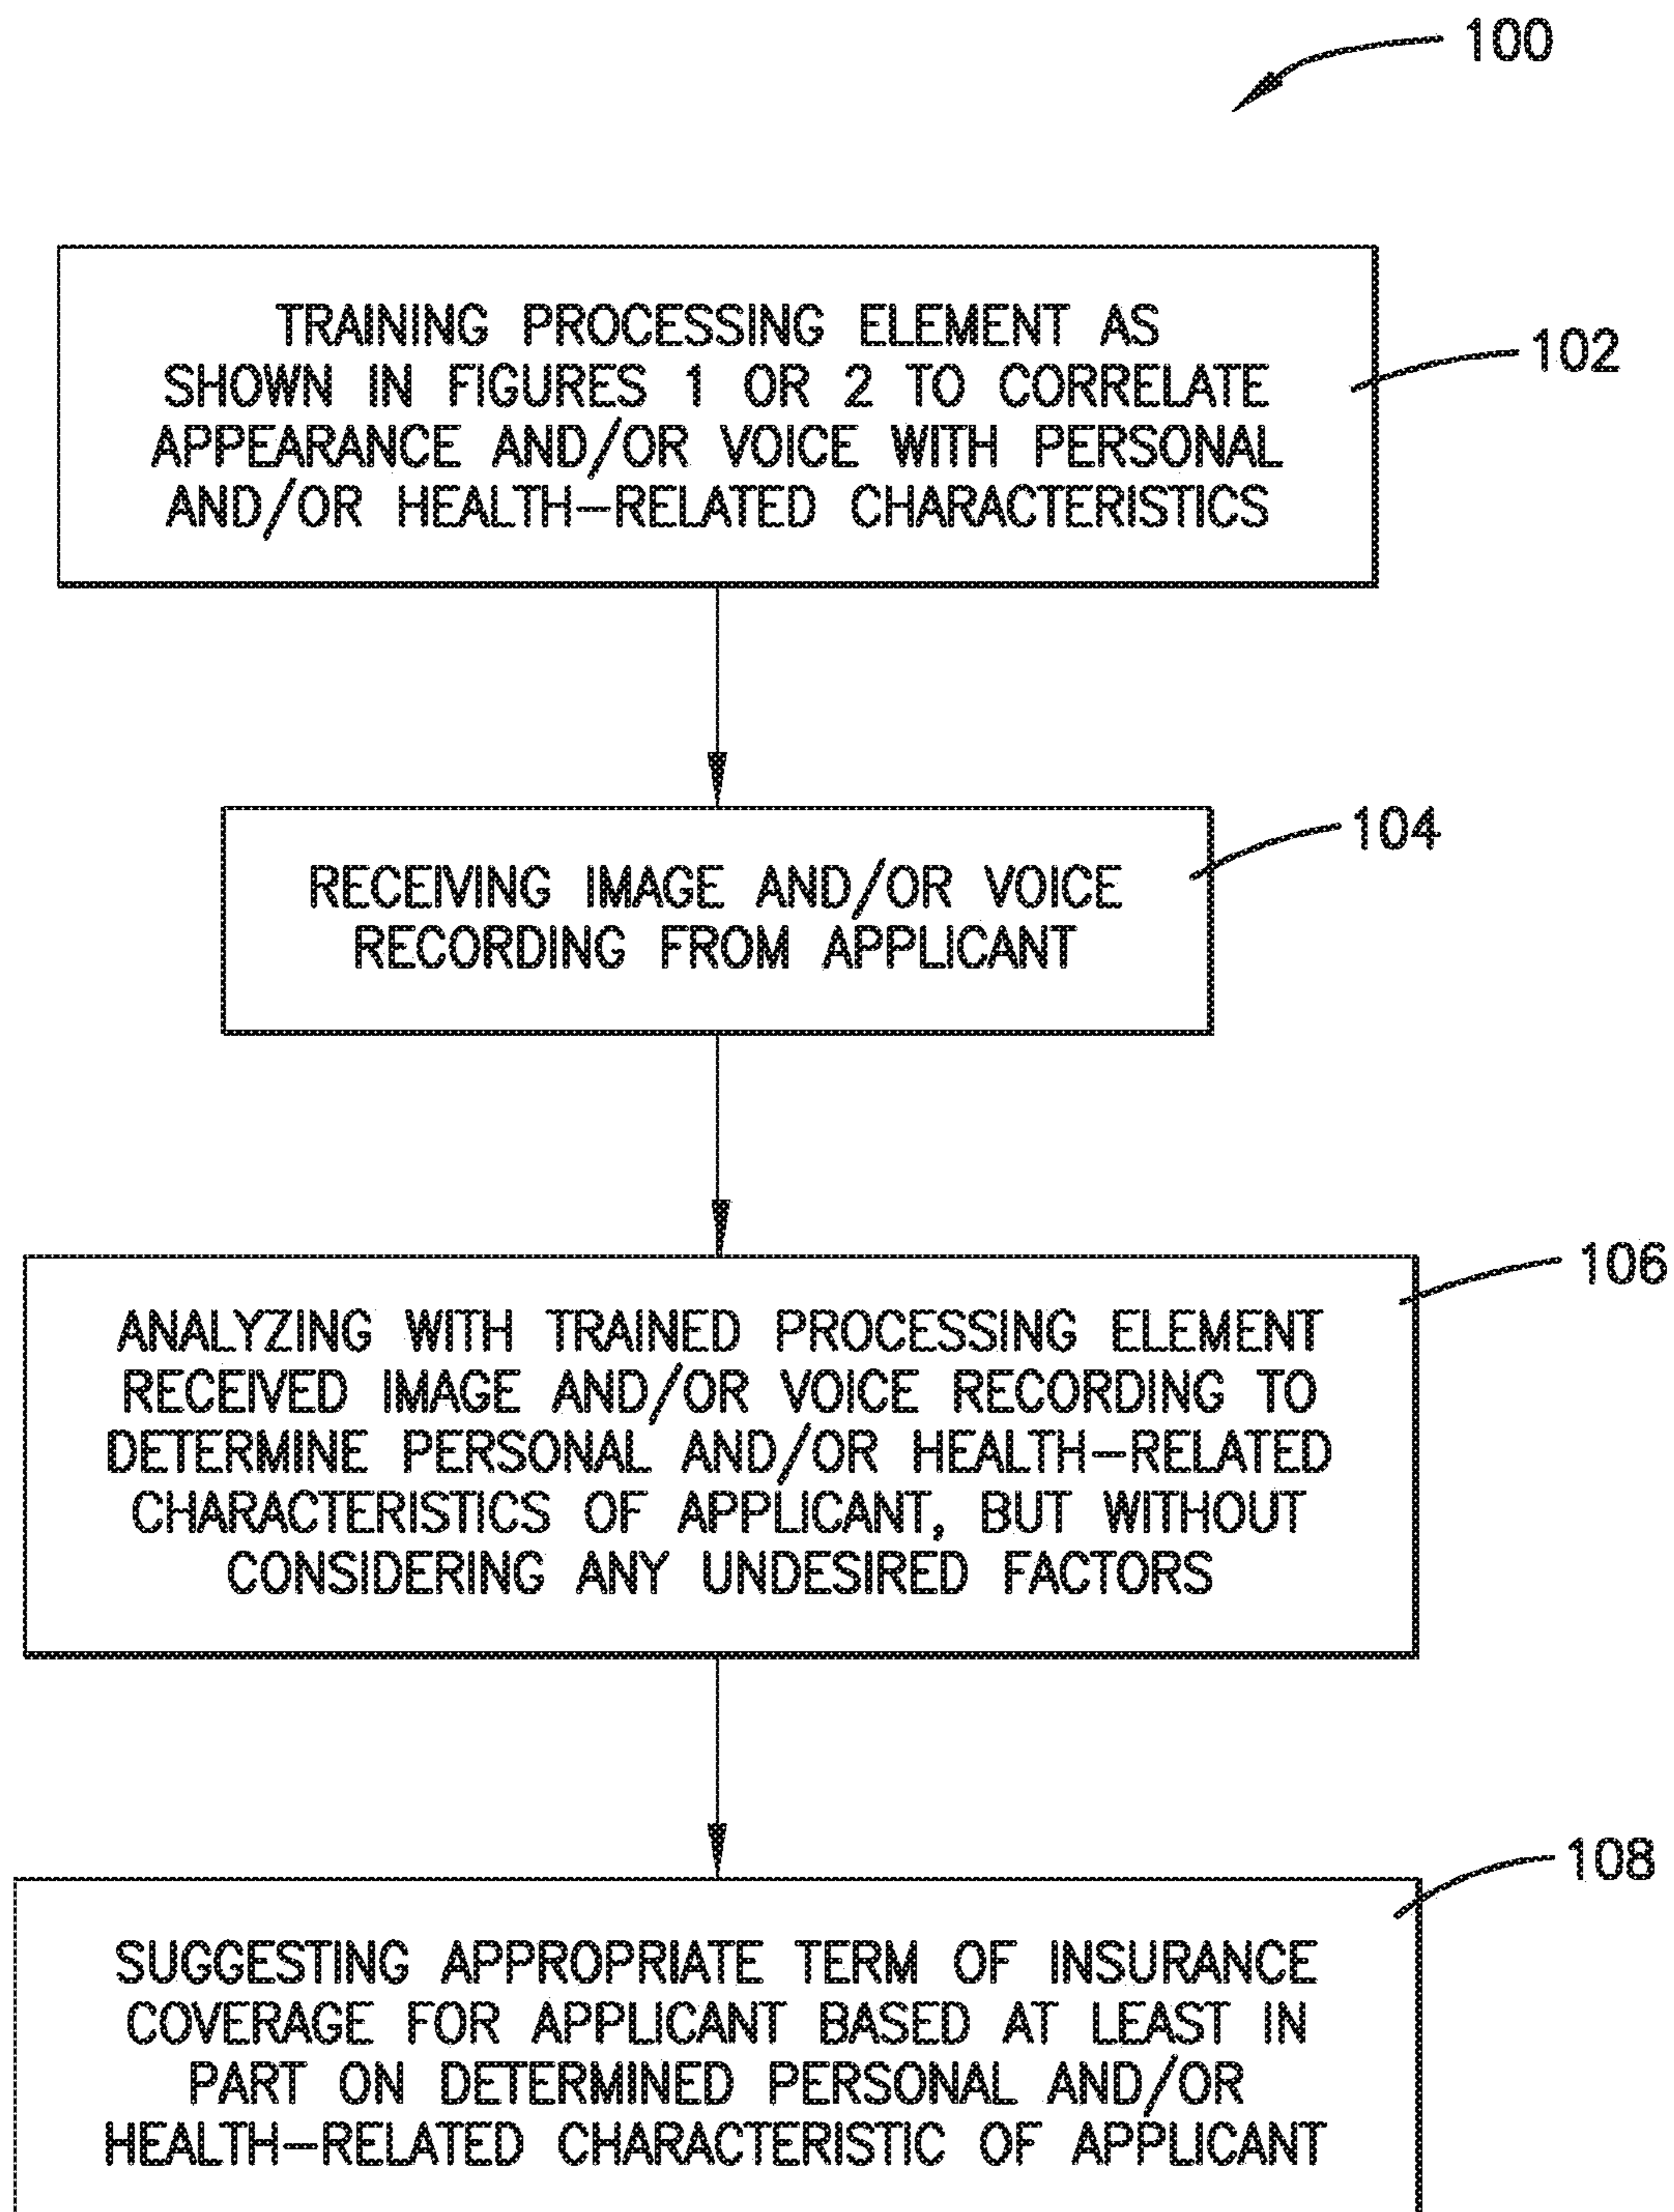 100
TRAINING PROCESSING ELEMENT AS
SHOWN IN FIGURES 1 OR 2 TO CORRELATE
APPEARANCE AND/OR VOICE WITH PERSONAL
AND/OR HEALTH-RELATED CHARACTERISTICS
102
RECEIVING IMAGE AND/OR VOICE
RECORDING FROM APPLICANT
104
ANALYZING WITH TRAINED PROCESSING ELEMENT
RECEIVED IMAGE AND/OR VOICE RECORDING TO
DETERMINE PERSONAL AND/OR HEALTH-RELATED
CHARACTERISTICS OF APPLICANT, BUT WITHOUT
CONSIDERING ANY UNDESIRED FACTORS
106
SUGGESTING APPROPRIATE TERM OF INSURANCE
COVERAGE FOR APPLICANT BASED AT LEAST IN
PART ON DETERMINED PERSONAL AND/OR
HEALTH-RELATED CHARACTERISTIC OF APPLICANT
108